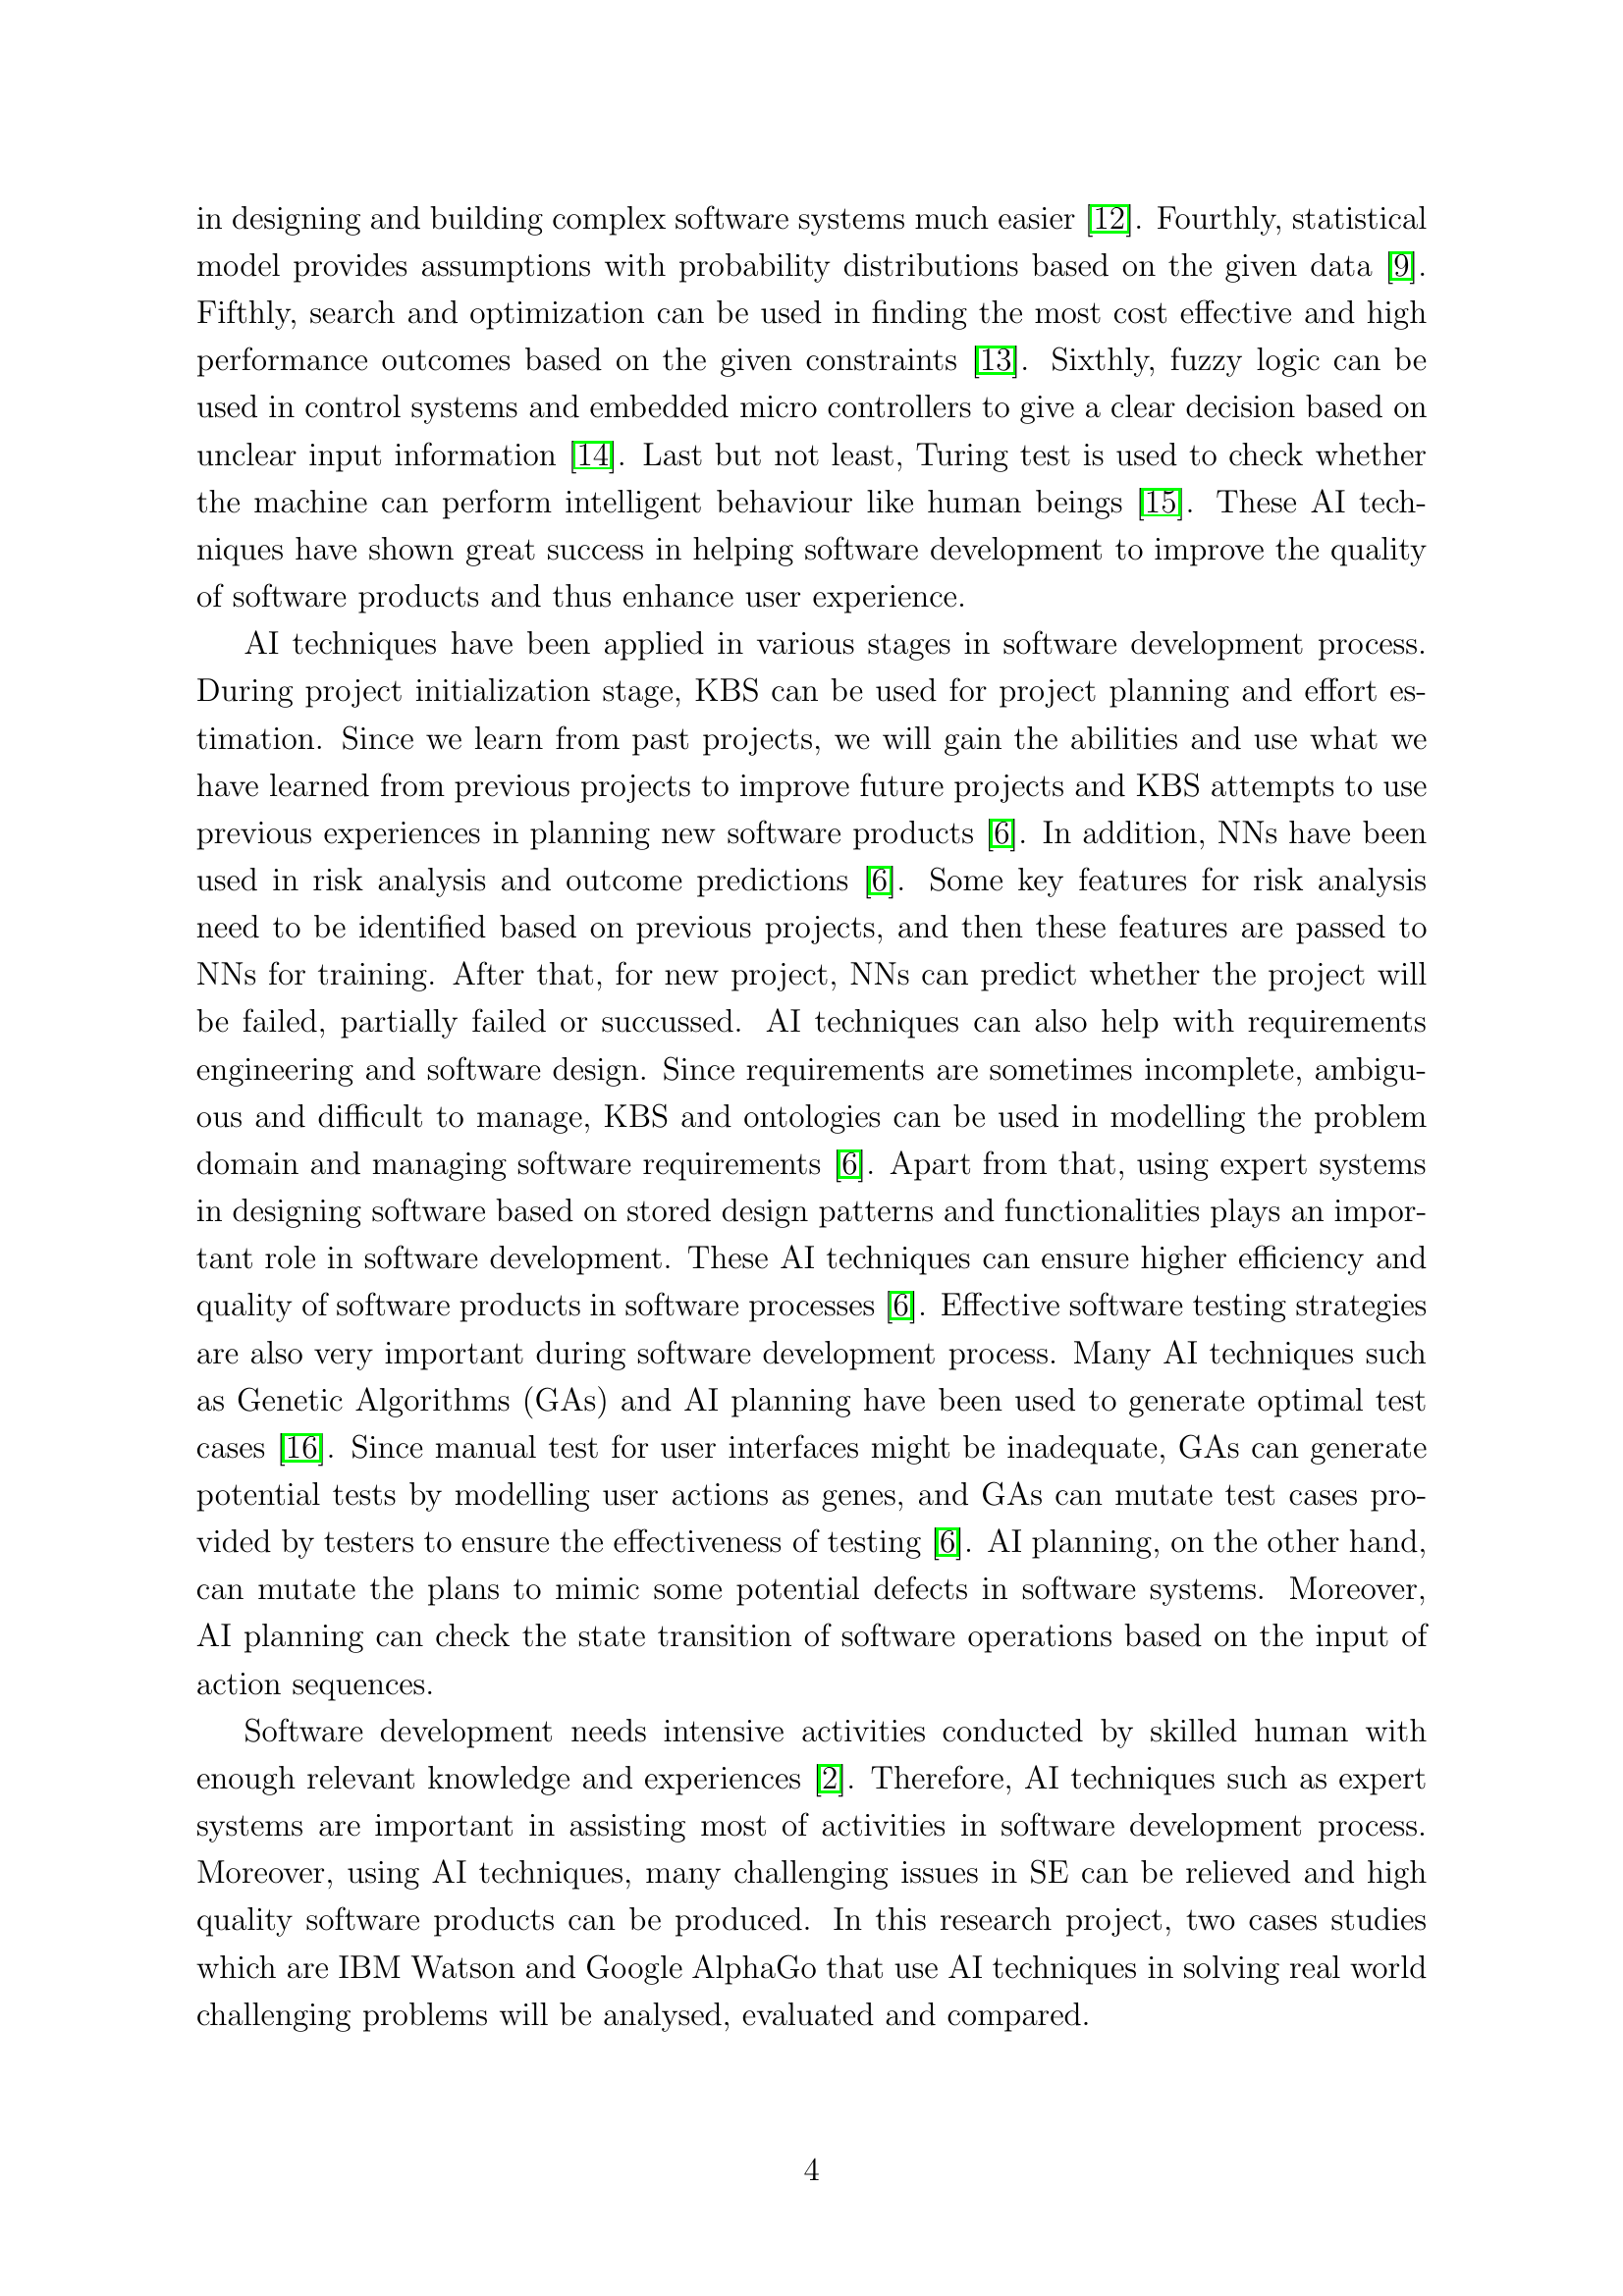 in designing and building complex software systems much easier [12]. Fourthly, statistical
model provides assumptions with probability distributions based on the given data [9].
Fifthly, search and optimization can be used in finding the most cost effective and high
performance outcomes based on the given constraints [13]. Sixthly, fuzzy logic can be
used in control systems and embedded micro controllers to give a clear decision based on
unclear input information [14]. Last but not least, Turing test is used to check whether
the machine can perform intelligent behaviour like human beings [15]. These AI tech-
niques have shown great success in helping software development to improve the quality
of software products and thus enhance user experience.
AI techniques have been applied in various stages in software development process.
During project initialization stage, KBS can be used for project planning and effort es-
timation. Since we learn from past projects, we will gain the abilities and use what we
have learned from previous projects to improve future projects and KBS attempts to use
previous experiences in planning new software products [6]. In addition, NNs have been
used in risk analysis and outcome predictions [6]. Some key features for risk analysis
need to be identified based on previous projects, and then these features are passed to
NNs for training. After that, for new project, NNs can predict whether the project will
be failed, partially failed or succussed. AI techniques can also help with requirements
engineering and software design. Since requirements are sometimes incomplete, ambigu-
ous and difficult to manage, KBS and ontologies can be used in modelling the problem
domain and managing software requirements [6]. Apart from that, using expert systems
in designing software based on stored design patterns and functionalities plays an impor-
tant role in software development. These AI techniques can ensure higher efficiency and
quality of software products in software processes [6]. Effective software testing strategies
are also very important during software development process. Many AI techniques such
as Genetic Algorithms (GAs) and AI planning have been used to generate optimal test
cases [16]. Since manual test for user interfaces might be inadequate, GAs can generate
potential tests by modelling user actions as genes, and GAs can mutate test cases pro-
vided by testers to ensure the effectiveness of testing [6]. AI planning, on the other hand,
can mutate the plans to mimic some potential defects in software systems. Moreover,
AI planning can check the state transition of software operations based on the input of
action sequences.
Software development needs intensive activities conducted by skilled human with
enough relevant knowledge and experiences [2]. Therefore, AI techniques such as expert
systems are important in assisting most of activities in software development process.
Moreover, using AI techniques, many challenging issues in SE can be relieved and high
quality software products can be produced. In this research project, two cases studies
which are IBM Watson and Google AlphaGo that use AI techniques in solving real world
challenging problems will be analysed, evaluated and compared.
4